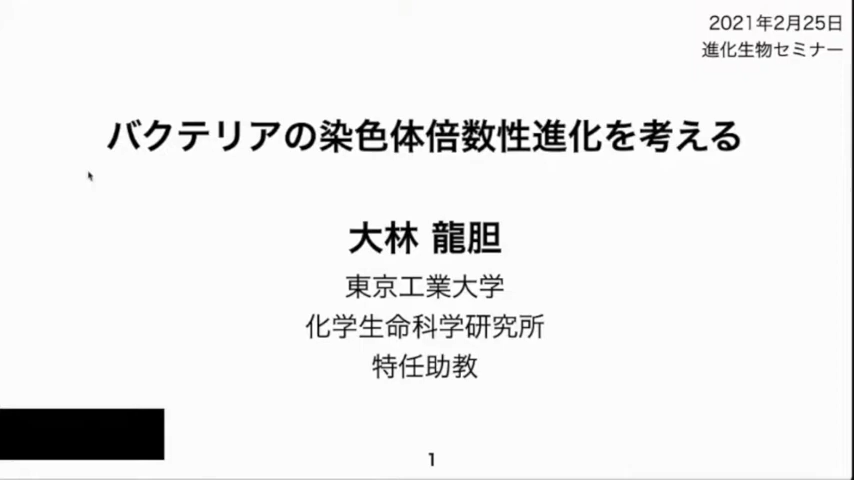 2021年2月25日
進化生物セミナー
バクテリアの染色体倍数性進化を考える
大林 龍胆
東京工業大学
化学生命科学研究所
特任助教
1